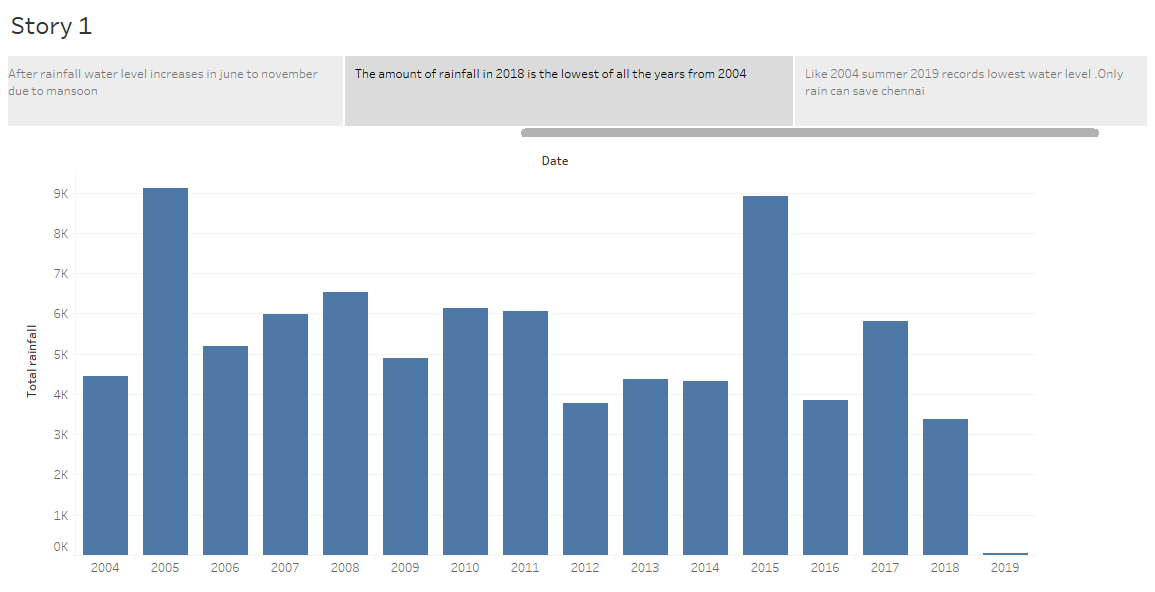 Story 1
After rainfall water level increases in june to november
due to mansoon
The amount of rainfall in 2018 is the lowest of all the years from 2004
Like 2004 summer 2019 records lowest water level .Only
rain can save chennai
Date
Total rainfall
9K
8K
7K
6K
5K
4K
3K
2K
1K
0K
2004 2005 2006 2007 2008 2009 2010 2011 2012 2013 2014 2015 2016 2017 2018 2019